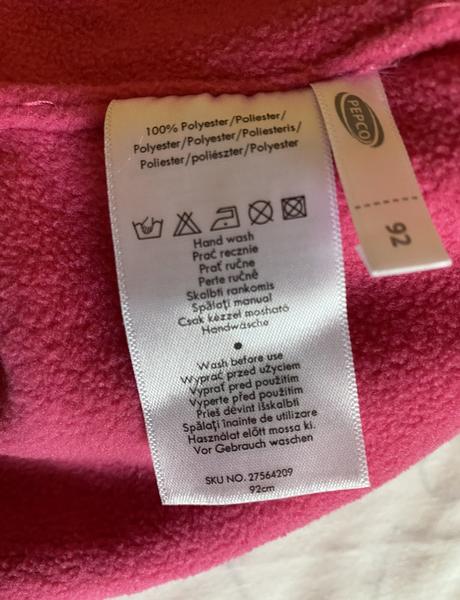 100% Polyester/Poliester/
Polyester/Polyester/Poliesteris/
Poliester/poliészter/Polyester
Hand wash
Prać ręcznie
Prať ručne
Perte ručně
Skalbti rankomis
Spălați manual
Csak kézzel mosható
Handwäsche
Wash before use
Wyprać przed użyciem
Vyprať pred použitím
Vyperte před použitím
Prieš dėvint išskalbti
Spălați înainte de utilizare
Használat előtt mossa ki.
Vor Gebrauch waschen
SKU NO. 27564209
92cm
PEPCO
92